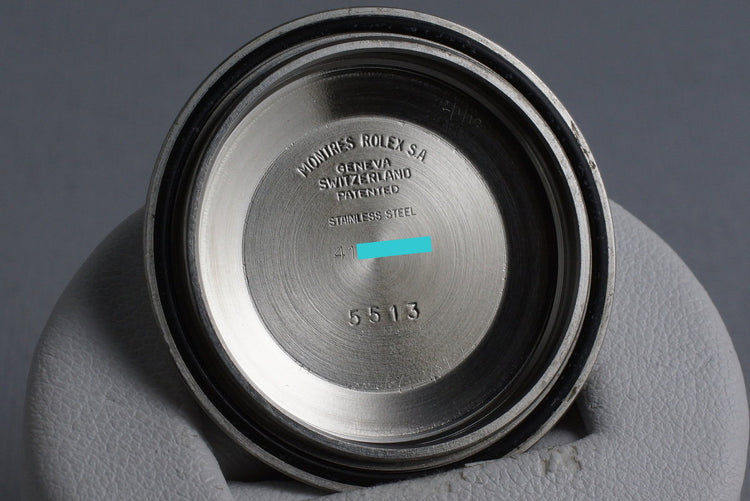 MONTRES ROLEX S.A
GENEVA
SWITZERLAND
PATENTED
STAINLESS STEEL
41
5513